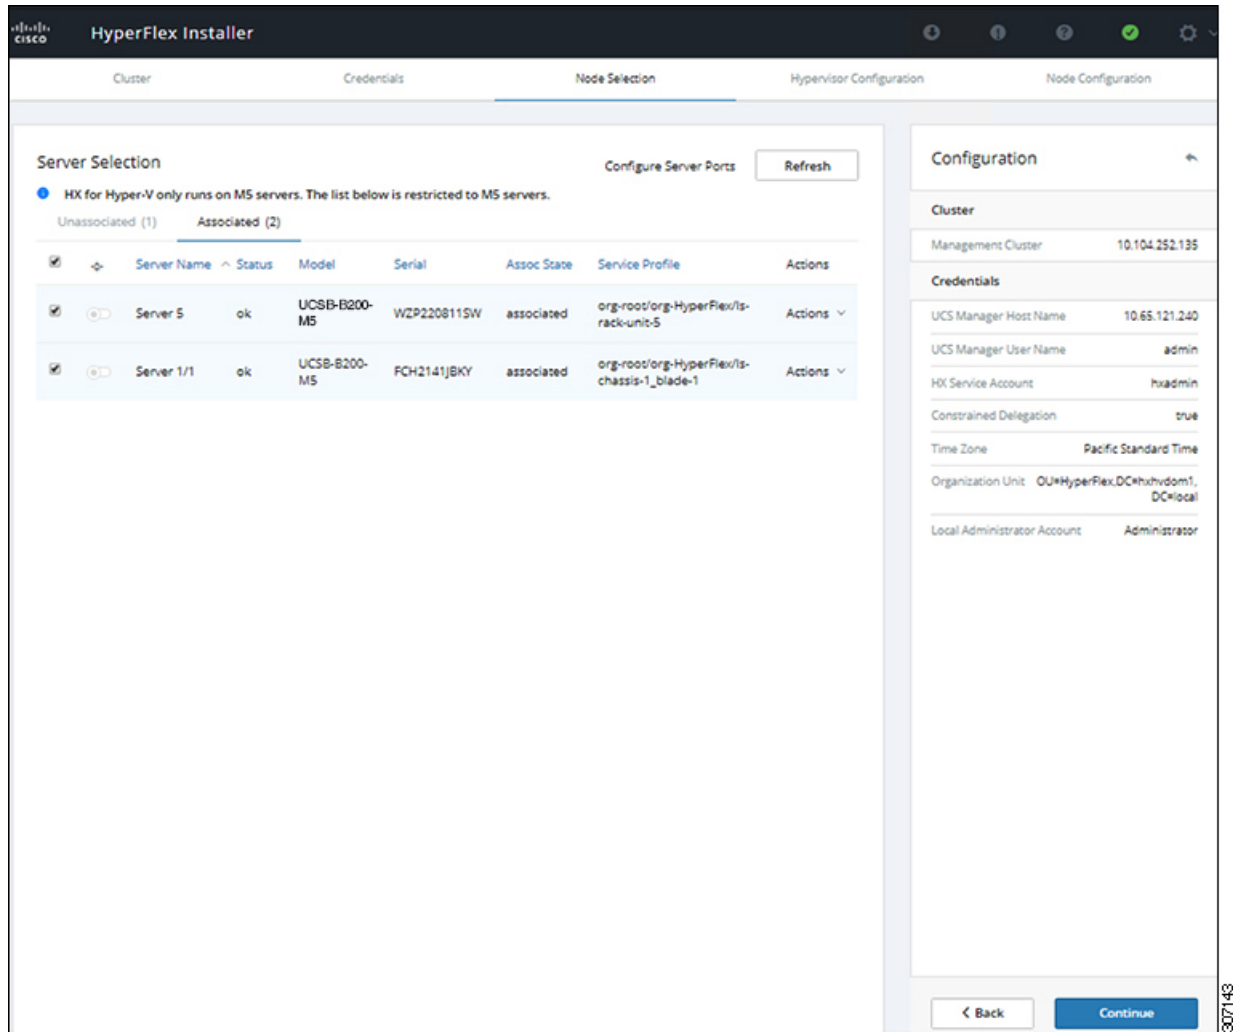 cisco
HyperFlex Installer
Cluster
Credentials
Node Selection
Hypervisor Configuration
Node Configuration
Server Selection
Configure Server Ports
Refresh
HX for Hyper-V only runs on M5 servers. The list below is restricted to M5 servers.
Unassociated (1)
Associated (2)
Server Name
Status
Model
Serial
Assoc State
Service Profile
Actions
Server 5
ok
UCSB-B200-
M5
WZP220811SW
associated
org-root/org-HyperFlex/ls-
rack-unit-5
Actions
Server 1/1
ok
UCSB-B200-
M5
FCH2141JBKY
associated
org-root/org-HyperFlex/ls-
chassis-1_blade-1
Actions
Configuration
Cluster
Management Cluster 10.104.252.135
Credentials
UCS Manager Host Name 10.65.121.240
UCS Manager User Name admin
HX Service Account hxadmin
Constrained Delegation true
Time Zone Pacific Standard Time
Organization Unit OU=HyperFlex,DC=hxhvdom1,
DC=local
Local Administrator Account Administrator
Back
Continue
307143